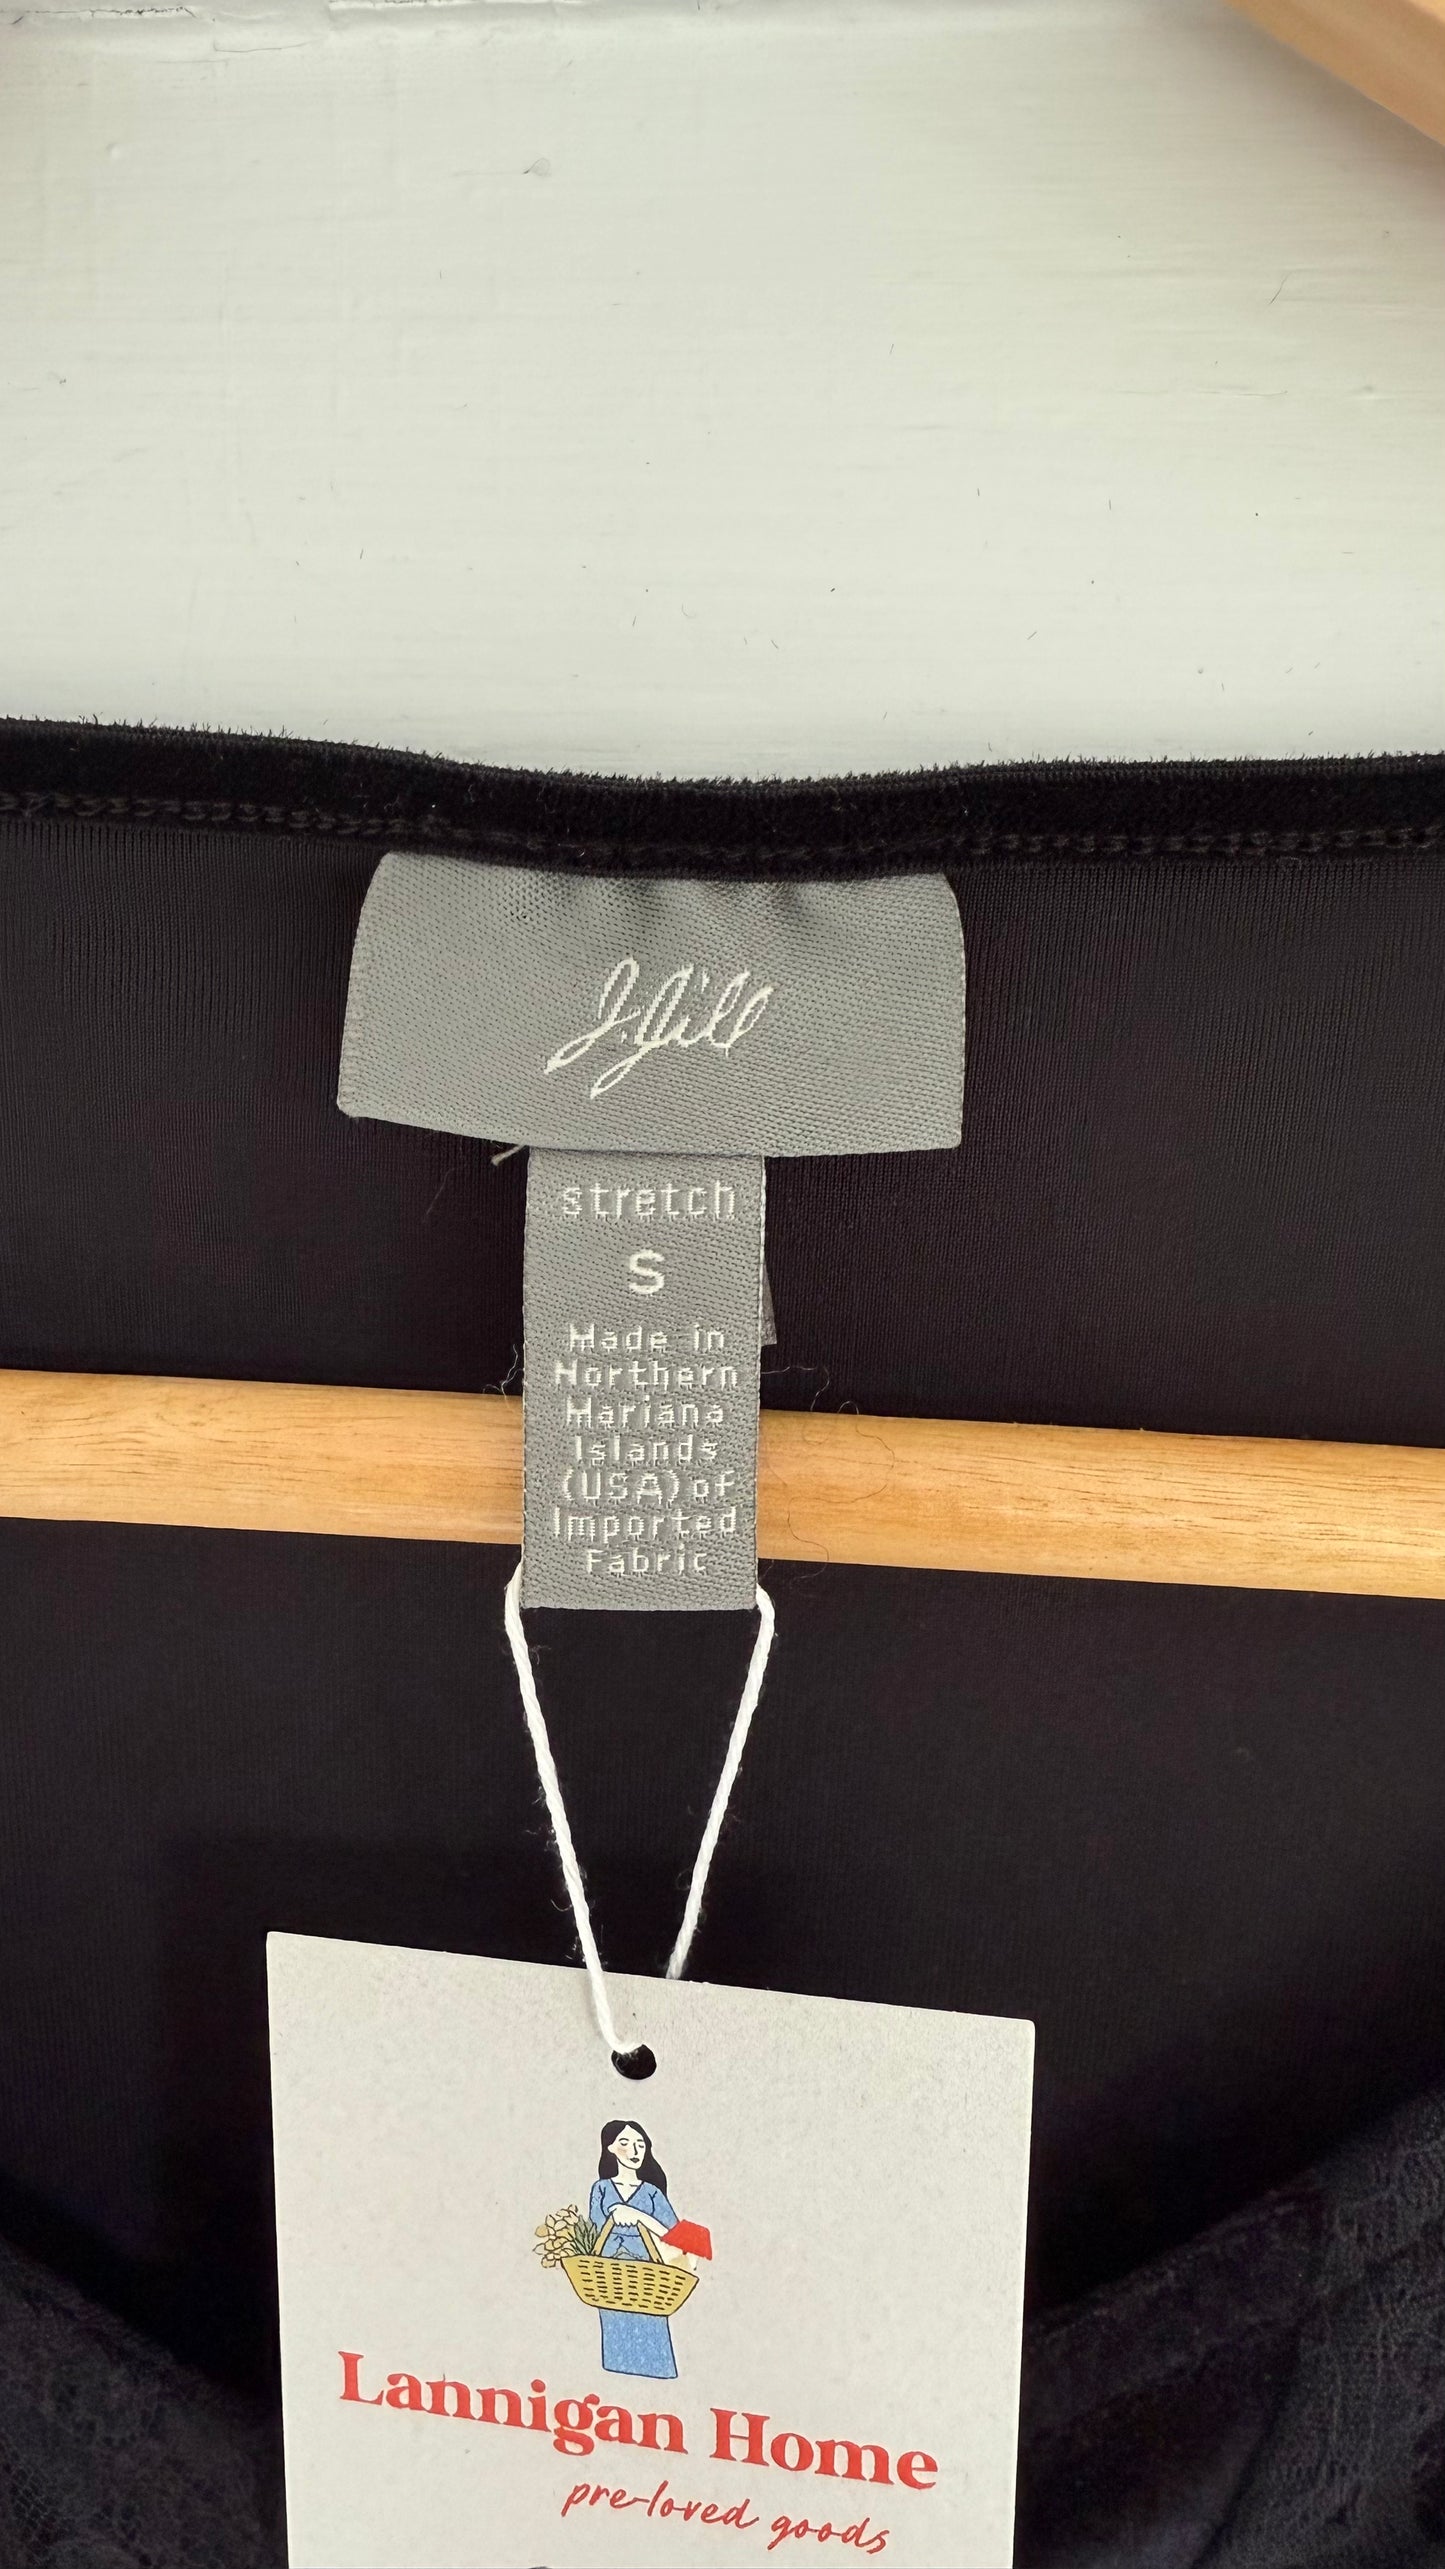 J.Jill
stretch
S
Made in
Northern
Mariana
Islands
(USA) of
Imported
Fabric
Lannigan Home
pre-loved goods